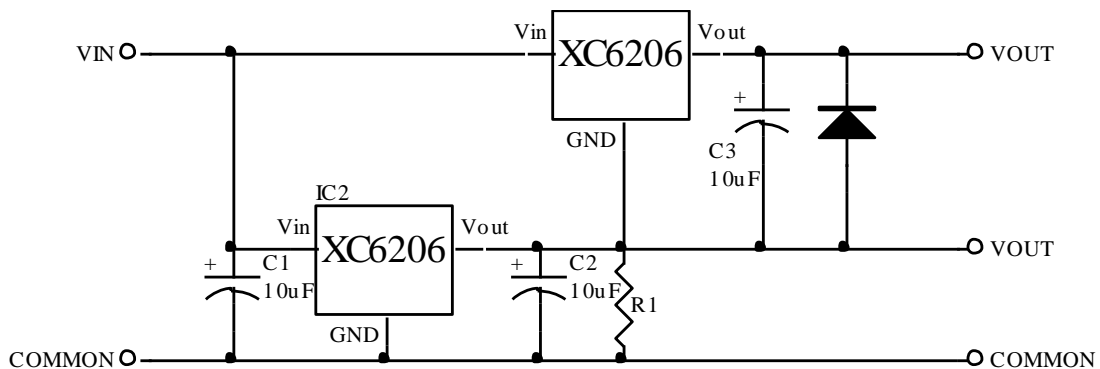 Vin
XC6206
Vout
VIN
VOUT
GND
+
C3
10uF
IC2
Vin
XC6206
Vout
VOUT
+
C1
10uF
+
C2
10uF
R1
GND
COMMON
COMMON